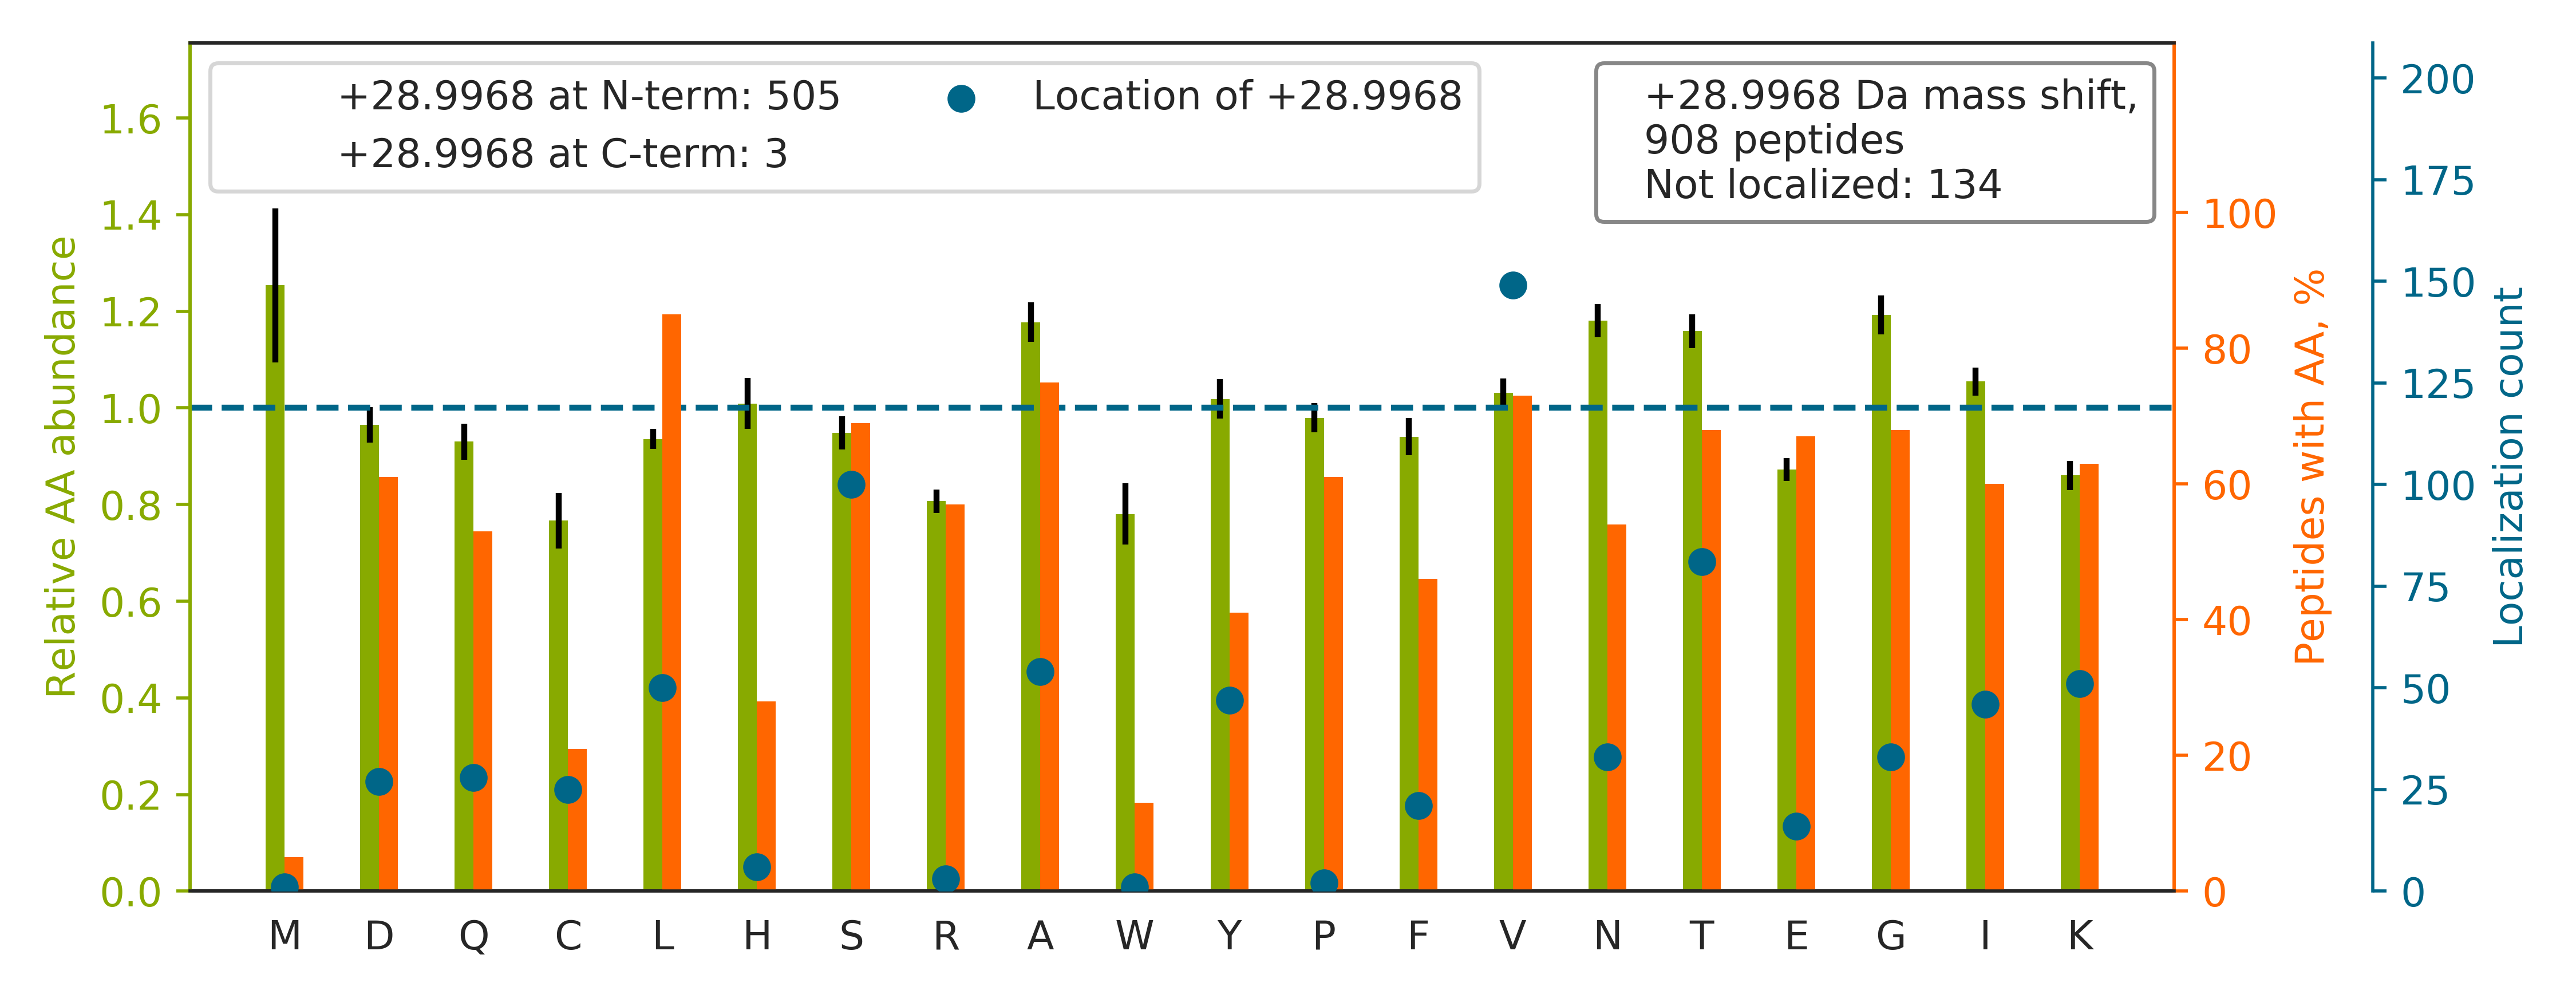 +28.9968 at N-term: 505
+28.9968 at C-term: 3
Location of +28.9968
+28.9968 Da mass shift,
908 peptides
Not localized: 134
Relative AA abundance
1.6
1.4
1.2
1.0
0.8
0.6
0.4
0.2
0.0
100
80
60
40
20
0
Peptides with AA, %
200
175
150
125
100
75
50
25
0
Localization count
M D Q C L H S R A W Y P F V N T E G I K